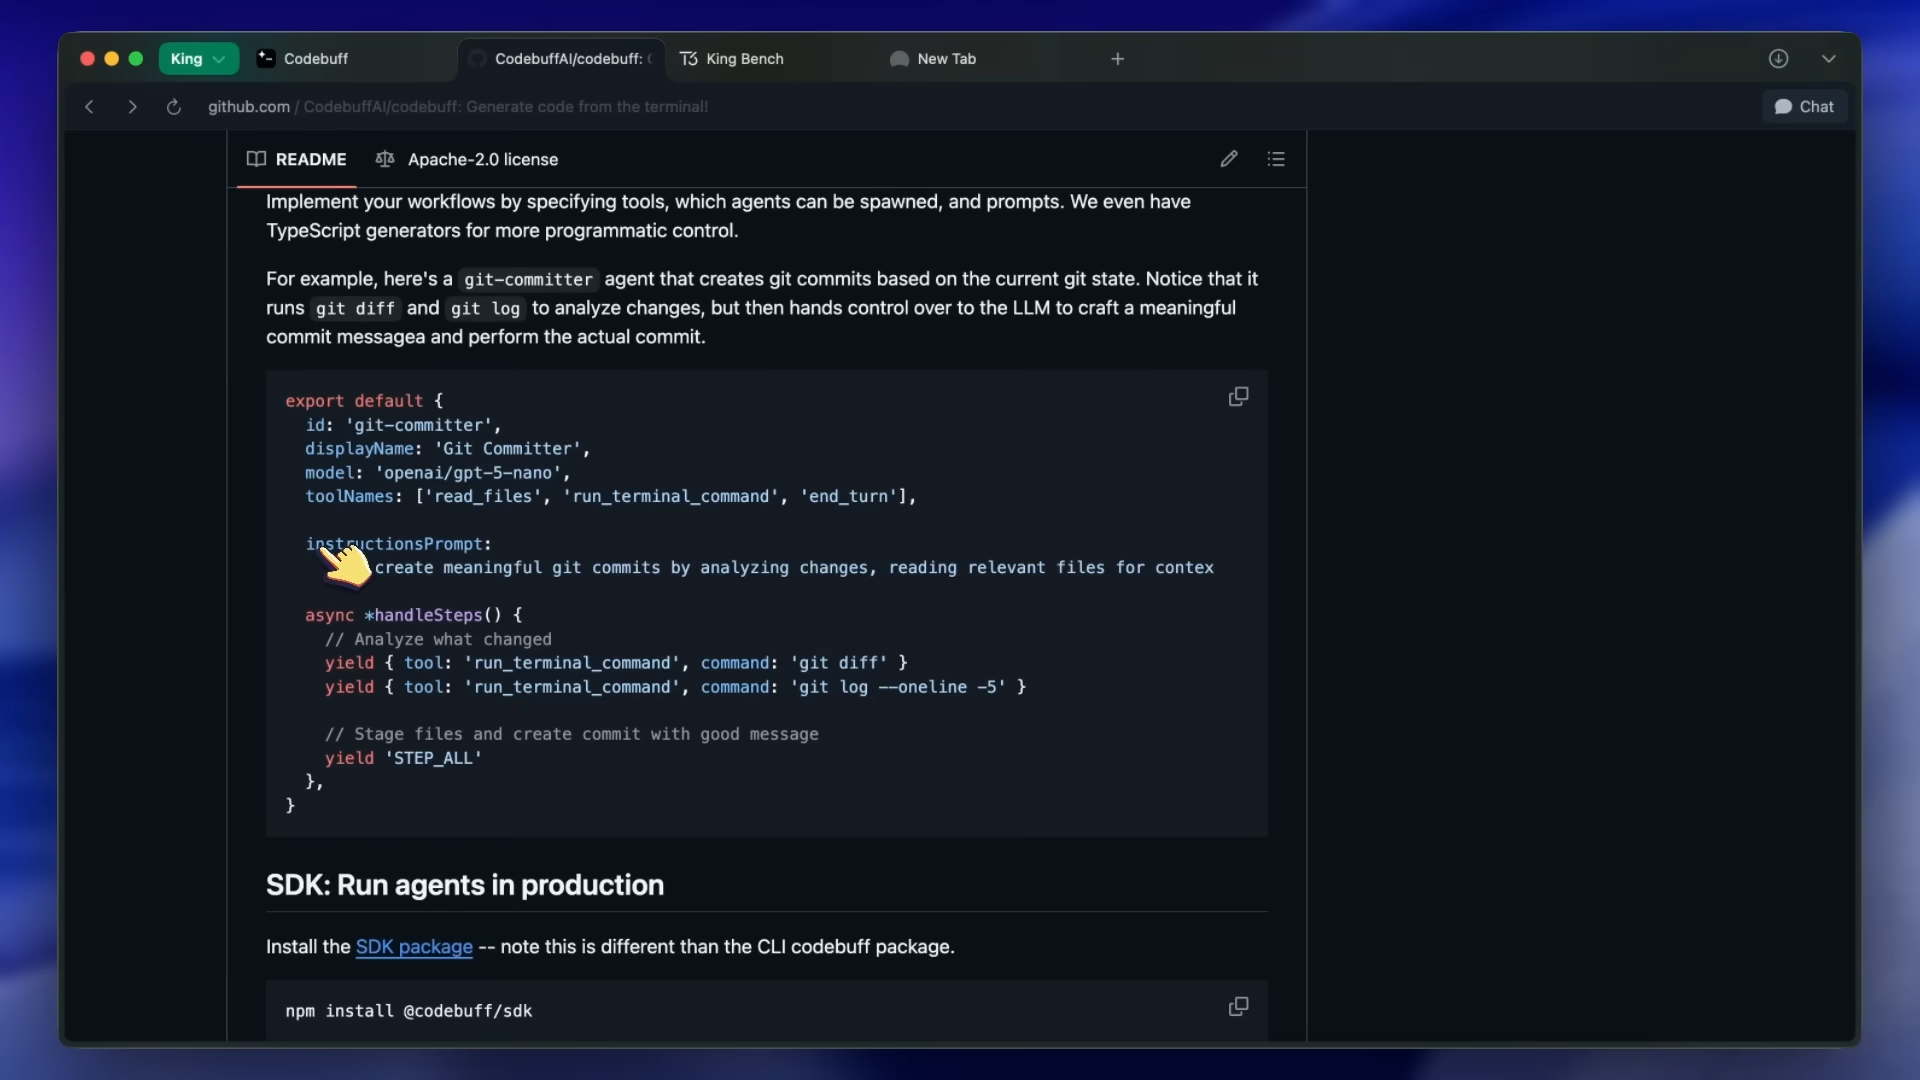 King
Codebuff
CodebuffAI/codebuff:
King Bench
New Tab
github.com / CodebuffAI/codebuff: Generate code from the terminal!
Chat
README
Apache-2.0 license
Implement your workflows by specifying tools, which agents can be spawned, and prompts. We even have
TypeScript generators for more programmatic control.
For example, here's a git-committer agent that creates git commits based on the current git state. Notice that it
runs git diff and git log to analyze changes, but then hands control over to the LLM to craft a meaningful
commit messagea and perform the actual commit.
export default {
id: 'git-committer',
displayName: 'Git Committer',
model: 'openai/gpt-5-nano',
toolNames: ['read_files', 'run_terminal_command', 'end_turn'],
instructionsPrompt:
create meaningful git commits by analyzing changes, reading relevant files for contex
async *handleSteps() {
// Analyze what changed
yield { tool: 'run_terminal_command', command: 'git diff' }
yield { tool: 'run_terminal_command', command: 'git log --oneline -5' }
// Stage files and create commit with good message
yield 'STEP_ALL'
},
}
SDK: Run agents in production
Install the SDK package -- note this is different than the CLI codebuff package.
npm install @codebuff/sdk